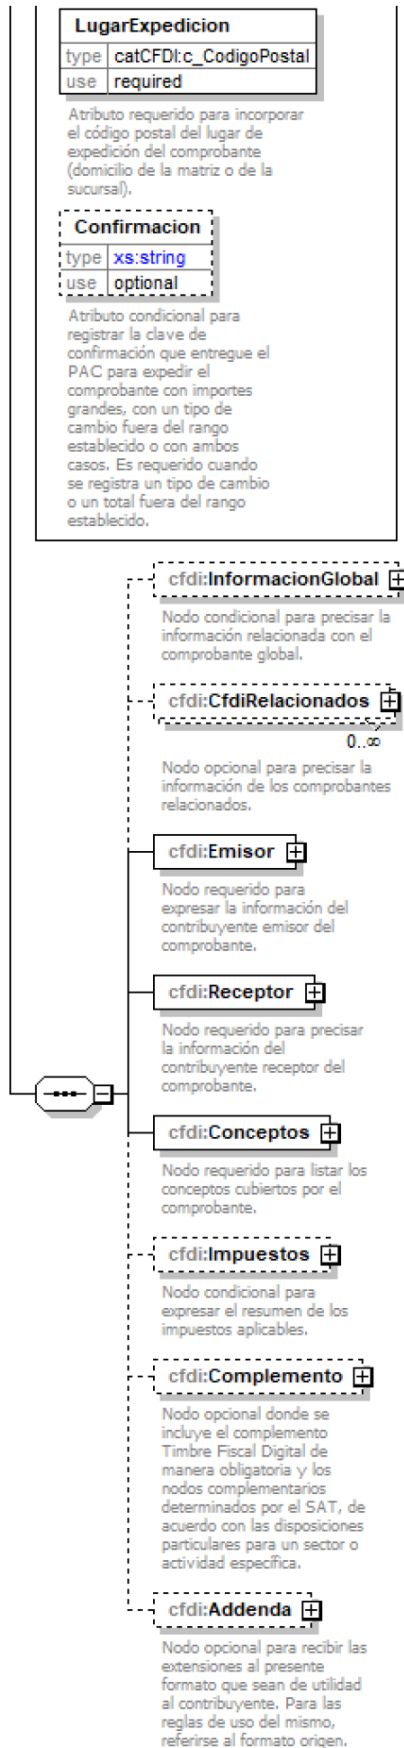 LugarExpedicion
type catCFDI:c_CodigoPostal
use required
Atributo requerido para incorporar
el código postal del lugar de
expedición del comprobante
(domicilio de la matriz o de la
sucursal).
Confirmacion
type xs:string
use optional
Atributo condicional para
registrar la clave de
confirmación que entregue el
PAC para expedir el
comprobante con importes
grandes, con un tipo de
cambio fuera del rango
establecido o con ambos
casos. Es requerido cuando
se registra un tipo de cambio
o un total fuera del rango
establecido.
cfdi:InformacionGlobal
Nodo condicional para precisar la
información relacionada con el
comprobante global.
cfdi:CfdiRelacionados
0..∞
Nodo opcional para precisar la
información de los comprobantes
relacionados.
cfdi:Emisor
Nodo requerido para
expresar la información del
contribuyente emisor del
comprobante.
cfdi:Receptor
Nodo requerido para precisar
la información del
contribuyente receptor del
comprobante.
cfdi:Conceptos
Nodo requerido para listar los
conceptos cubiertos por el
comprobante.
cfdi:Impuestos
Nodo condicional para
expresar el resumen de los
impuestos aplicables.
cfdi:Complemento
Nodo opcional donde se
incluye el complemento
Timbre Fiscal Digital de
manera obligatoria y los
nodos complementarios
determinados por el SAT, de
acuerdo con las disposiciones
particulares para un sector o
actividad específica.
cfdi:Addenda
Nodo opcional para recibir las
extensiones al presente
formato que sean de utilidad
al contribuyente. Para las
reglas de uso del mismo,
referirse al formato origen.